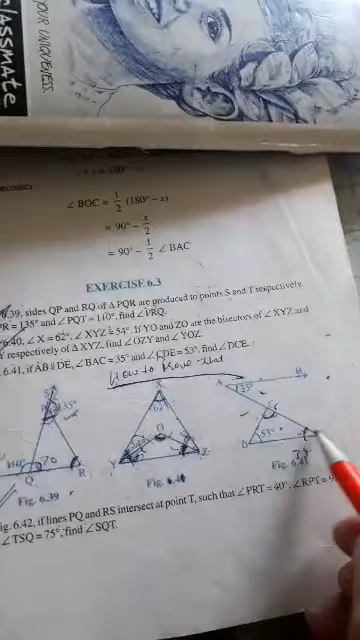 classmate
YOUR UNIQUENESS.
∠ BOC = 1/2 (180° – x)
= 90° – x/2
= 90° – 1/2 ∠ BAC
EXERCISE 6.3
6.39, sides QP and RQ of Δ PQR are produced to points S and T respectively.
PR = 135° and ∠ PQT = 110°, find ∠ PRQ.
6.40, ∠ X = 62°, ∠ XYZ = 54°. If YO and ZO are the bisectors of ∠ XYZ and
respectively of Δ XYZ, find ∠ OZY and ∠ YOZ.
6.41, if AB || DE, ∠ BAC = 35° and ∠ CDE = 53°, find ∠ DCE.
How to Prove that
135°
70
Q
R
Fig. 6.39
X
62°
O
54°
Y
Z
Fig. 6.40
A
B
35°
C
53°
D
Fig. 6.41
Fig. 6.42, if lines PQ and RS intersect at point T, such that ∠ PRT = 40°, ∠ RPT = 9
∠ TSQ = 75°, find ∠ SQT.